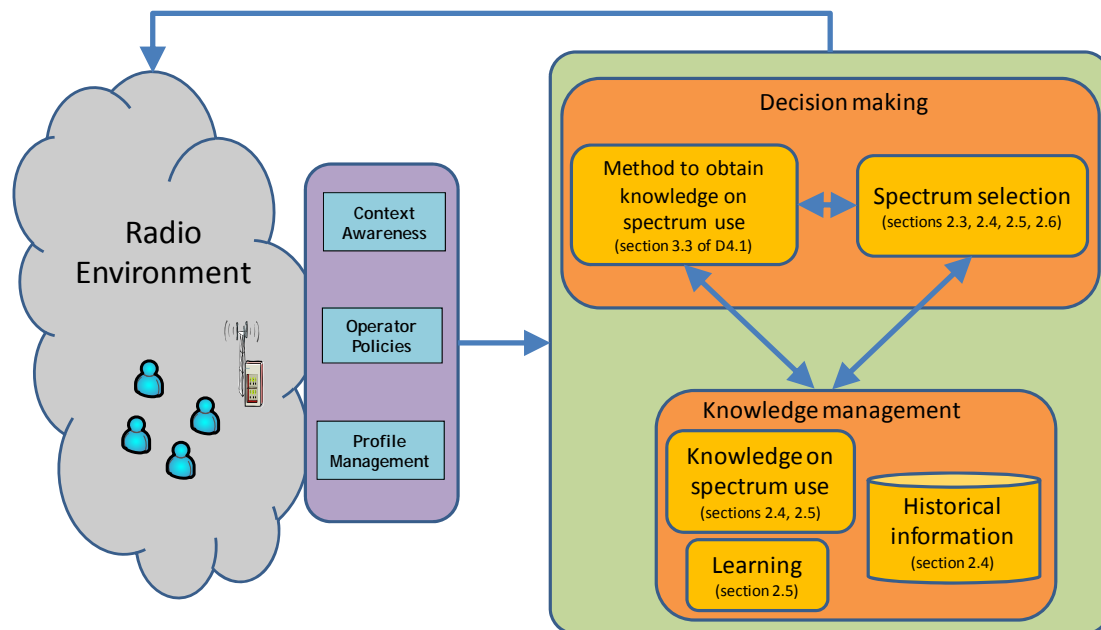 Radio
Environment
Context
Awareness
Operator
Policies
Profile
Management
Decision making
Method to obtain
knowledge on
spectrum use
(section 3.3 of D4.1)
Spectrum selection
(sections 2.3, 2.4, 2.5, 2.6)
Knowledge management
Knowledge on
spectrum use
(sections 2.4, 2.5)
Historical
information
(section 2.4)
Learning
(section 2.5)